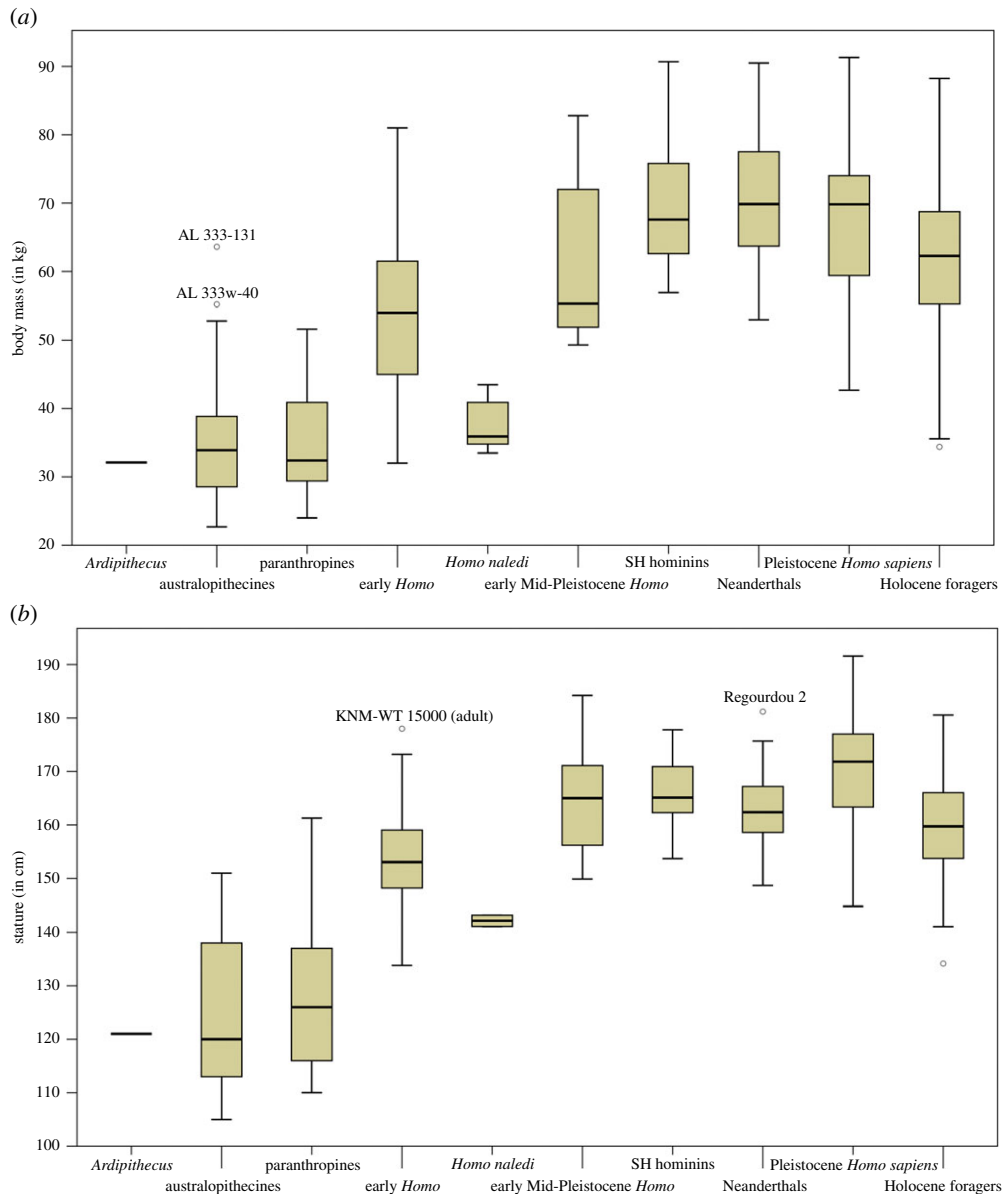 (a)
90
80
70
60
50
40
30
20
body mass (in kg)
AL 333-131
AL 333w-40
Ardipithecus
paranthropines
Homo naledi
SH hominins
Pleistocene Homo sapiens
australopithecines
early Homo
early Mid-Pleistocene Homo
Neanderthals
Holocene foragers
(b)
190
180
170
160
150
140
130
120
110
100
stature (in cm)
KNM-WT 15000 (adult)
Regourdou 2
Ardipithecus
paranthropines
Homo naledi
SH hominins
Pleistocene Homo sapiens
australopithecines
early Homo
early Mid-Pleistocene Homo
Neanderthals
Holocene foragers